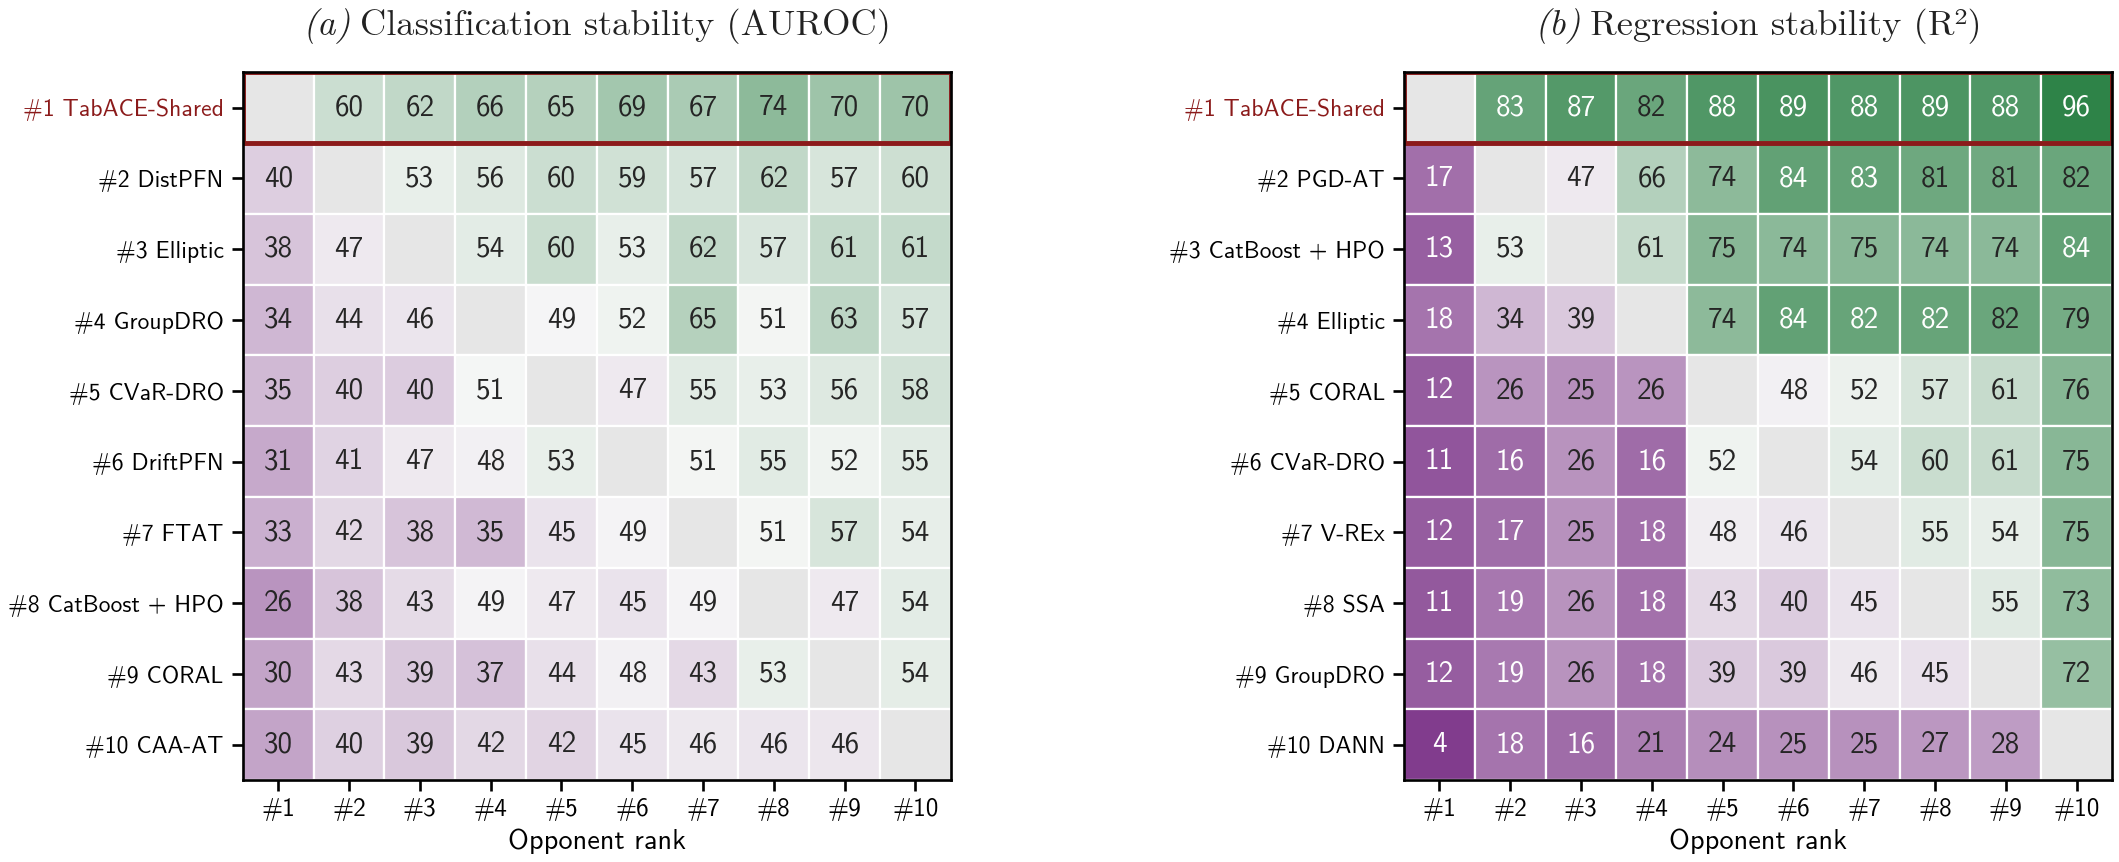 (a) Classification stability (AUROC)
#1 TabACE-Shared 60 62 66 65 69 67 74 70 70
#2 DistPFN 40 53 56 60 59 57 62 57 60
#3 Elliptic 38 47 54 60 53 62 57 61 61
#4 GroupDRO 34 44 46 49 52 65 51 63 57
#5 CVaR-DRO 35 40 40 51 47 55 53 56 58
#6 DriftPFN 31 41 47 48 53 51 55 52 55
#7 FTAT 33 42 38 35 45 49 51 57 54
#8 CatBoost + HPO 26 38 43 49 47 45 49 47 54
#9 CORAL 30 43 39 37 44 48 43 53 54
#10 CAA-AT 30 40 39 42 42 45 46 46 46
#1 #2 #3 #4 #5 #6 #7 #8 #9 #10
Opponent rank
(b) Regression stability (R²)
#1 TabACE-Shared 83 87 82 88 89 88 89 88 96
#2 PGD-AT 17 47 66 74 84 83 81 81 82
#3 CatBoost + HPO 13 53 61 75 74 75 74 74 84
#4 Elliptic 18 34 39 74 84 82 82 82 79
#5 CORAL 12 26 25 26 48 52 57 61 76
#6 CVaR-DRO 11 16 26 16 52 54 60 61 75
#7 V-REx 12 17 25 18 48 46 55 54 75
#8 SSA 11 19 26 18 43 40 45 55 73
#9 GroupDRO 12 19 26 18 39 39 46 45 72
#10 DANN 4 18 16 21 24 25 25 27 28
#1 #2 #3 #4 #5 #6 #7 #8 #9 #10
Opponent rank